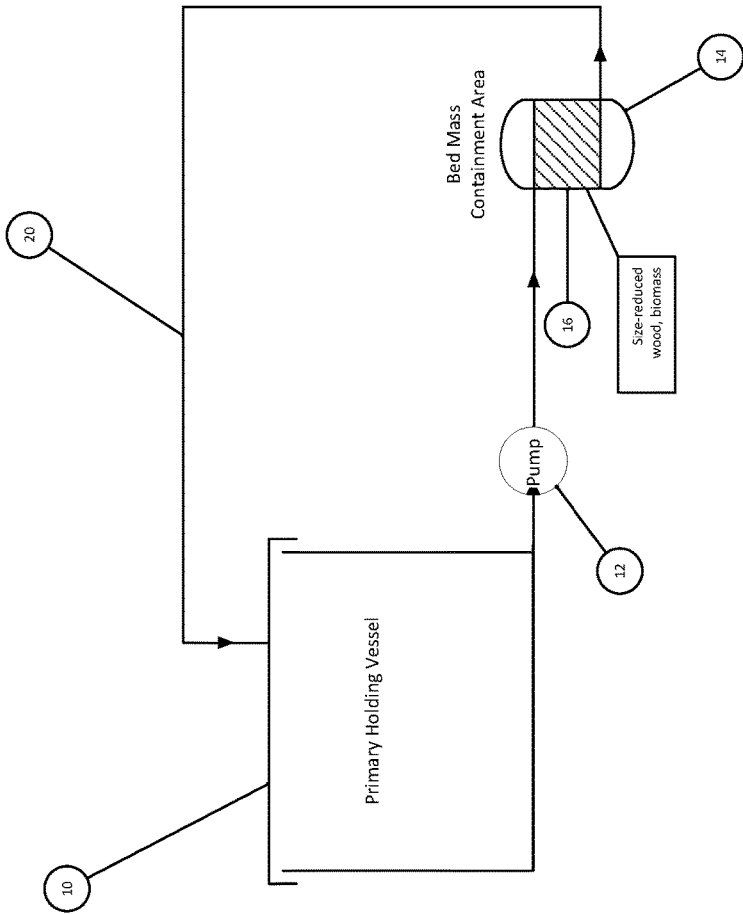 20
Bed Mass
Containment Area
14
16
Size-reduced
wood, biomass
Pump
12
Primary Holding Vessel
10